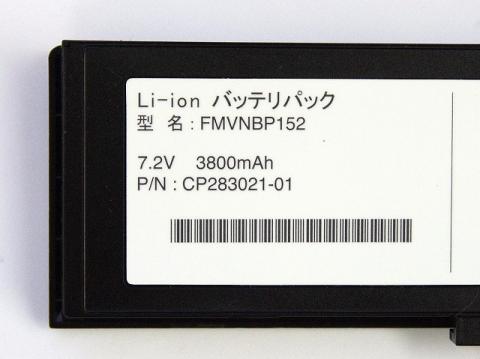 Li-ion バッテリパック
型 名 : FMVNBP152
7.2V 3800mAh
P/N : CP283021-01